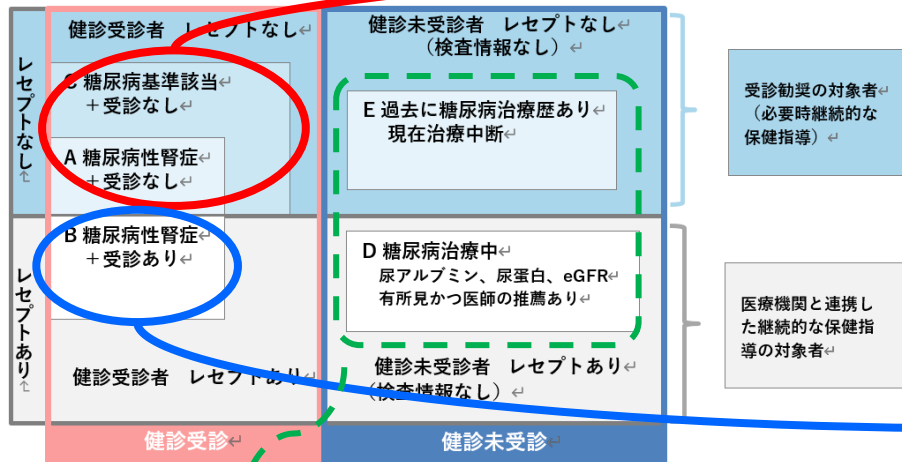 健診受診者　レセプトなし↵
健診未受診者　レセプトなし↵
（検査情報なし）↵
レセプトなし↵
C 糖尿病基準該当↵
＋受診なし↵
A 糖尿病性腎症↵
＋受診なし↵
E 過去に糖尿病治療歴あり↵
現在治療中断↵
受診勧奨の対象者↵
（必要時継続的な
保健指導）↵
レセプトあり↵
B 糖尿病性腎症↵
＋受診あり↵
D 糖尿病治療中↵
尿アルブミン、尿蛋白、eGFR↵
有所見かつ医師の推薦あり↵
医療機関と連携し
た継続的な保健指
導の対象者↵
健診受診者　レセプトあり↵
健診未受診者　レセプトあり↵
（検査情報なし）↵
健診受診↵
健診未受診↵